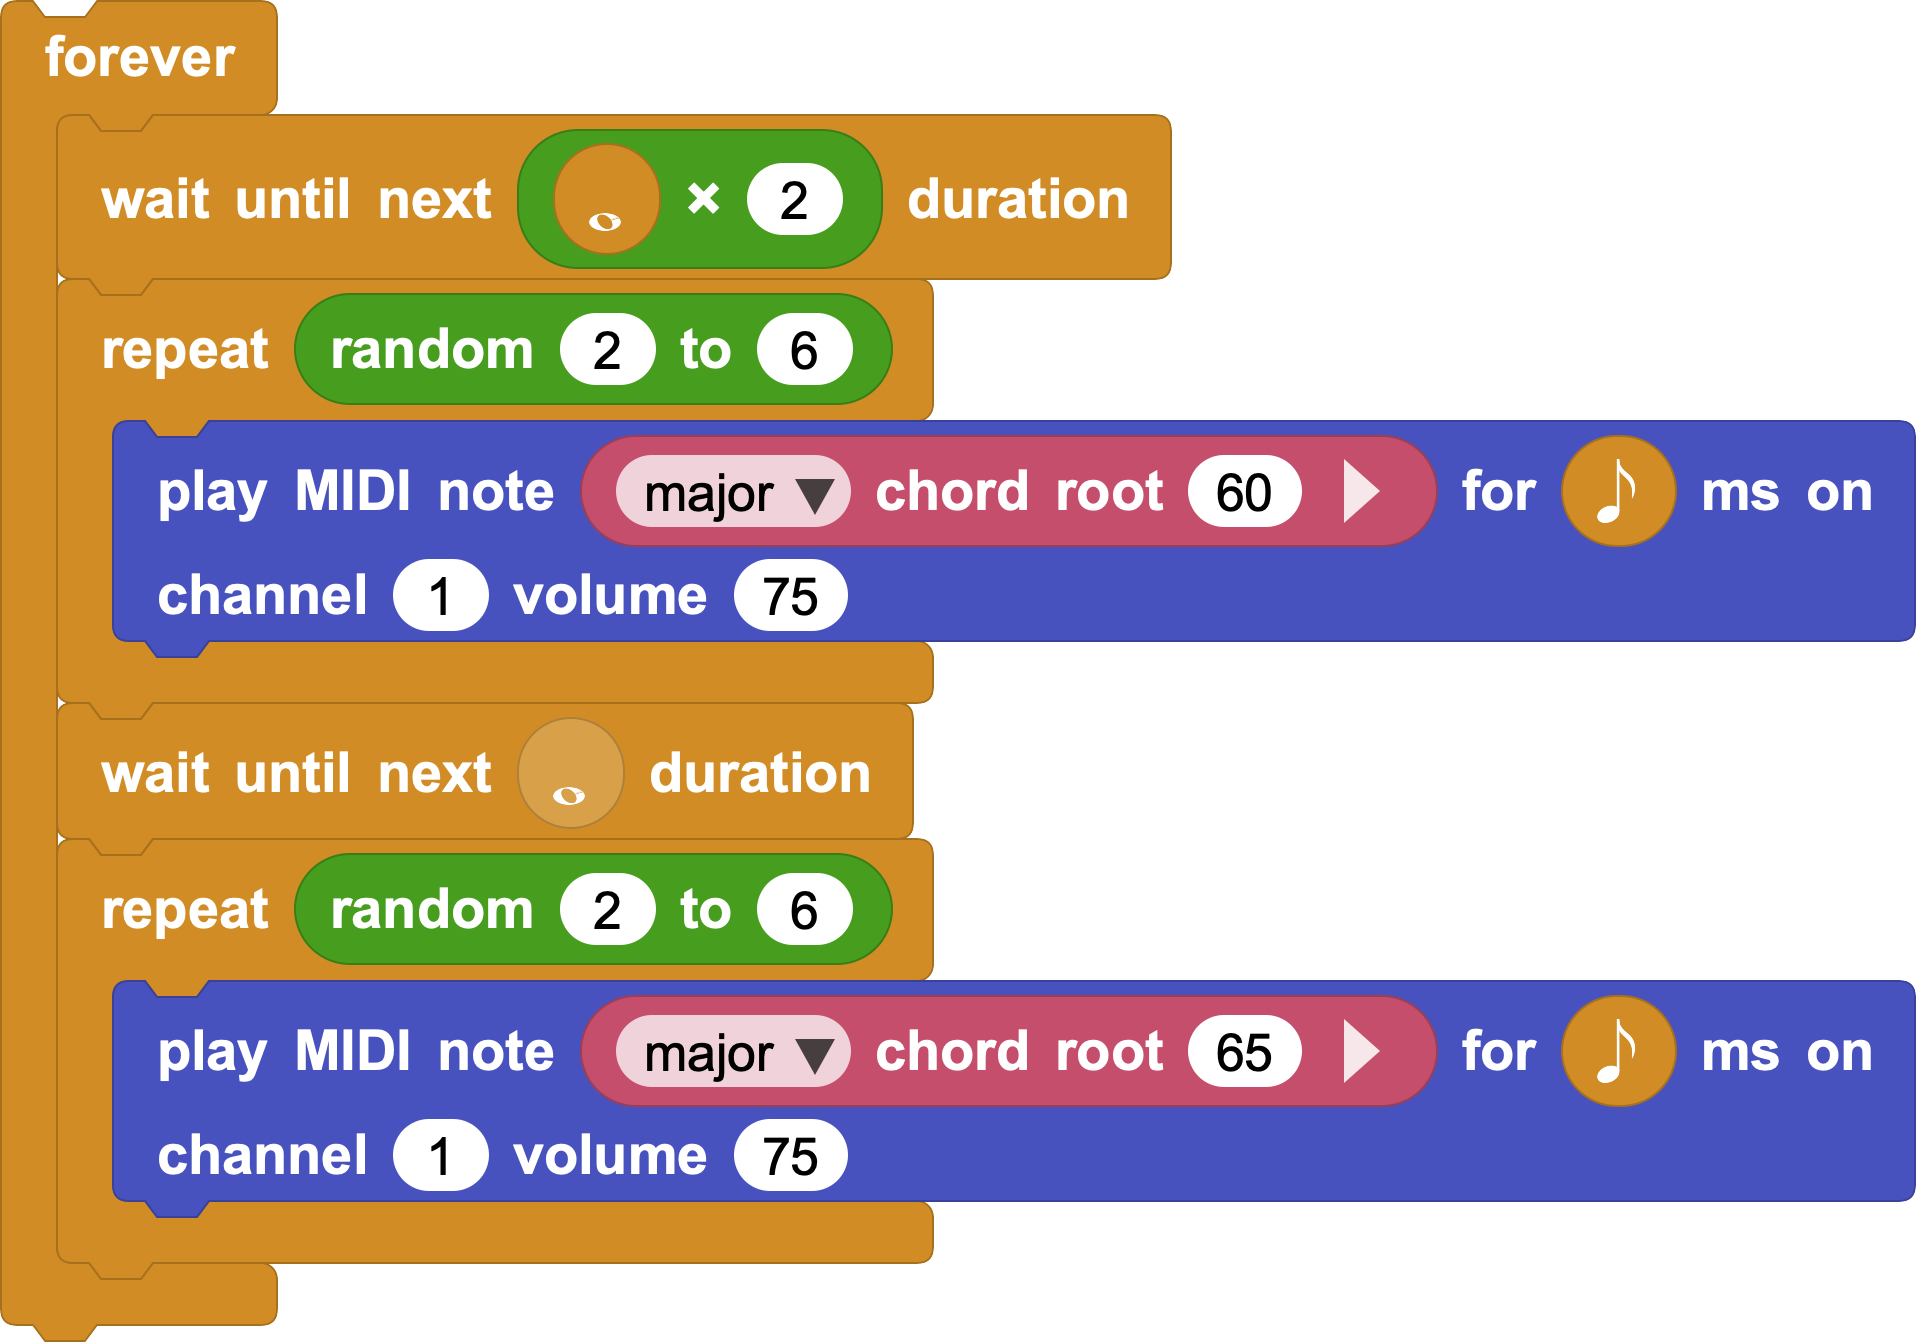 forever
wait until next 𝅝 × 2 duration
repeat random 2 to 6
play MIDI note major ▼ chord root 60 ▶ for ♪ ms on
channel 1 volume 75
wait until next 𝅝 duration
repeat random 2 to 6
play MIDI note major ▼ chord root 65 ▶ for ♪ ms on
channel 1 volume 75